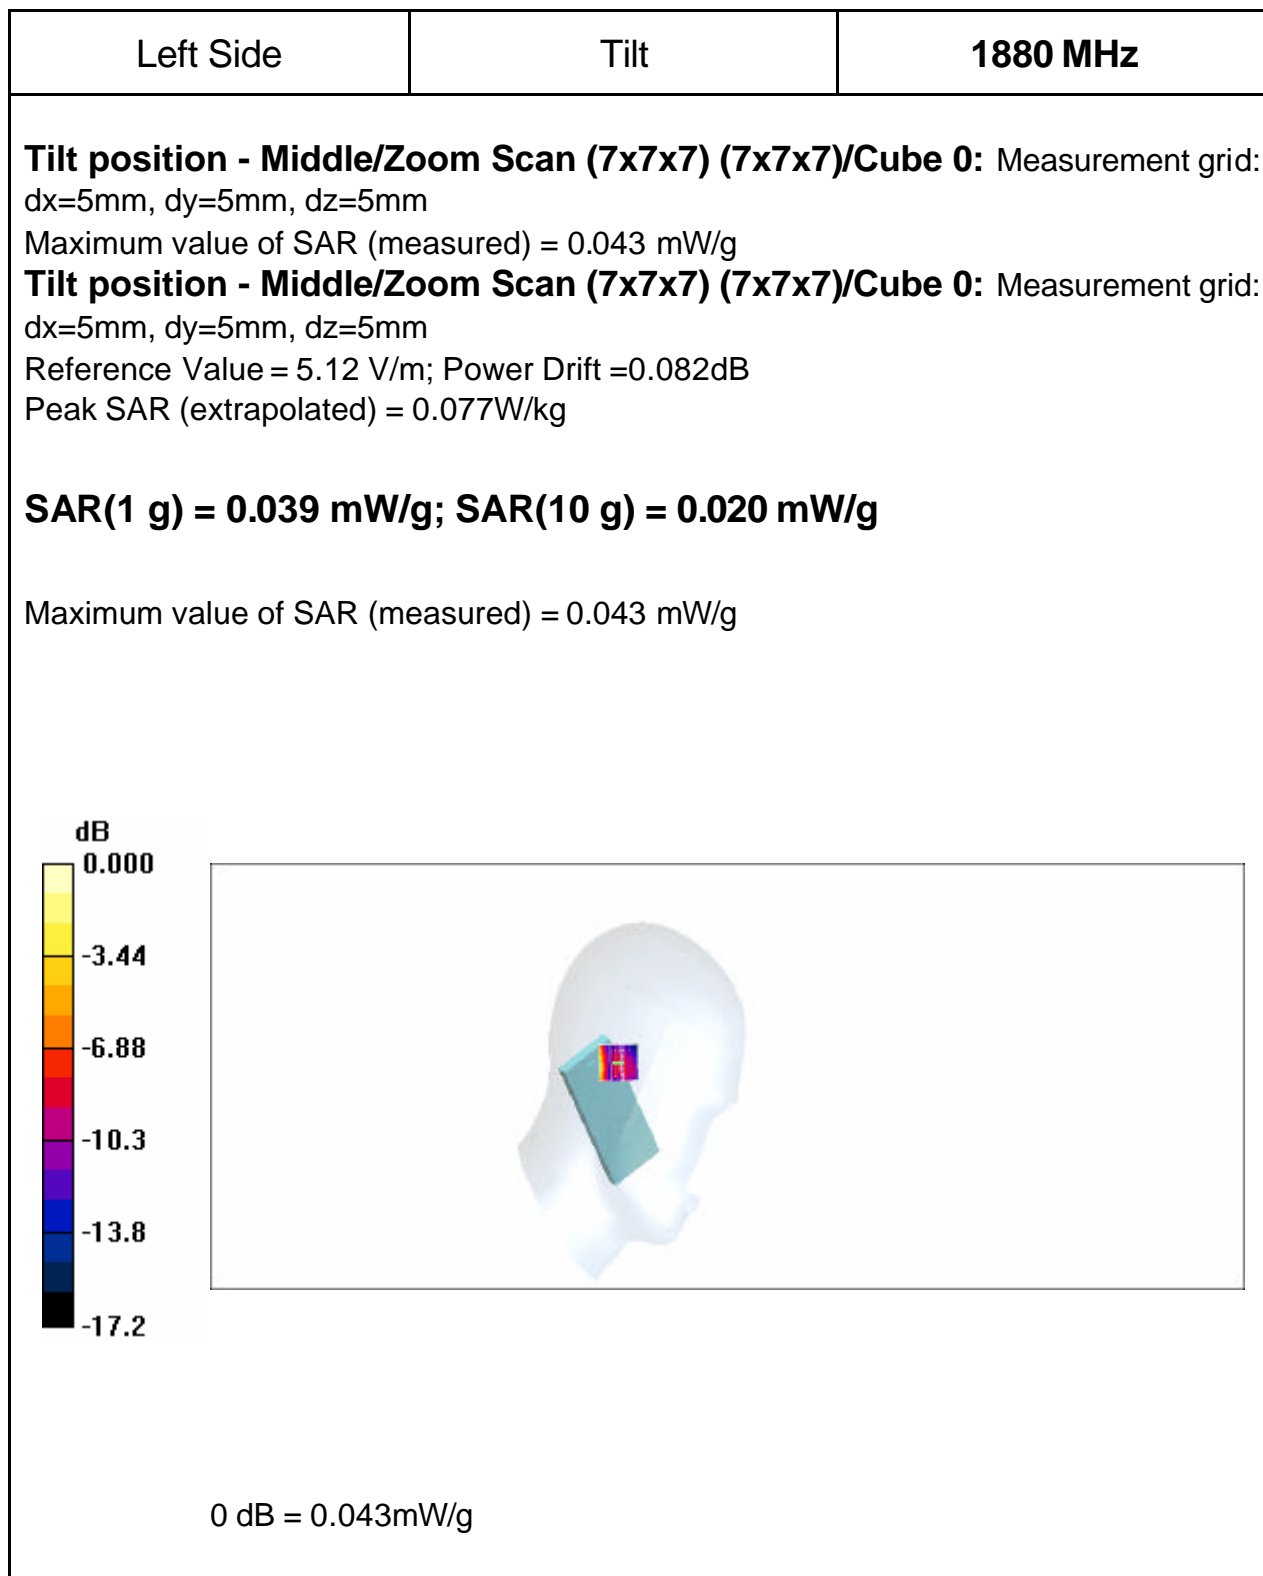 Left Side Tilt 1880 MHz
Tilt position - Middle/Zoom Scan (7x7x7) (7x7x7)/Cube 0: Measurement grid:
dx=5mm, dy=5mm, dz=5mm
Maximum value of SAR (measured) = 0.043 mW/g
Tilt position - Middle/Zoom Scan (7x7x7) (7x7x7)/Cube 0: Measurement grid:
dx=5mm, dy=5mm, dz=5mm
Reference Value = 5.12 V/m; Power Drift =0.082dB
Peak SAR (extrapolated) = 0.077W/kg
SAR(1 g) = 0.039 mW/g; SAR(10 g) = 0.020 mW/g
Maximum value of SAR (measured) = 0.043 mW/g
dB
0.000
-3.44
-6.88
-10.3
-13.8
-17.2
0 dB = 0.043mW/g